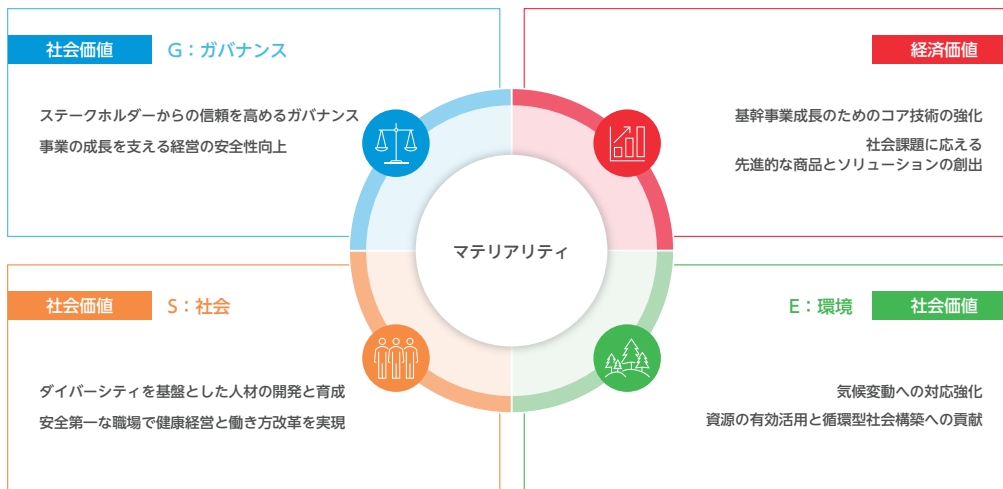 社会価値
G：ガバナンス
ステークホルダーからの信頼を高めるガバナンス
事業の成長を支える経営の安全性向上
経済価値
基幹事業成長のためのコア技術の強化
社会課題に応える
先進的な商品とソリューションの創出
マテリアリティ
社会価値
S：社会
ダイバーシティを基盤とした人材の開発と育成
安全第一な職場で健康経営と働き方改革を実現
E：環境
社会価値
気候変動への対応強化
資源の有効活用と循環型社会構築への貢献